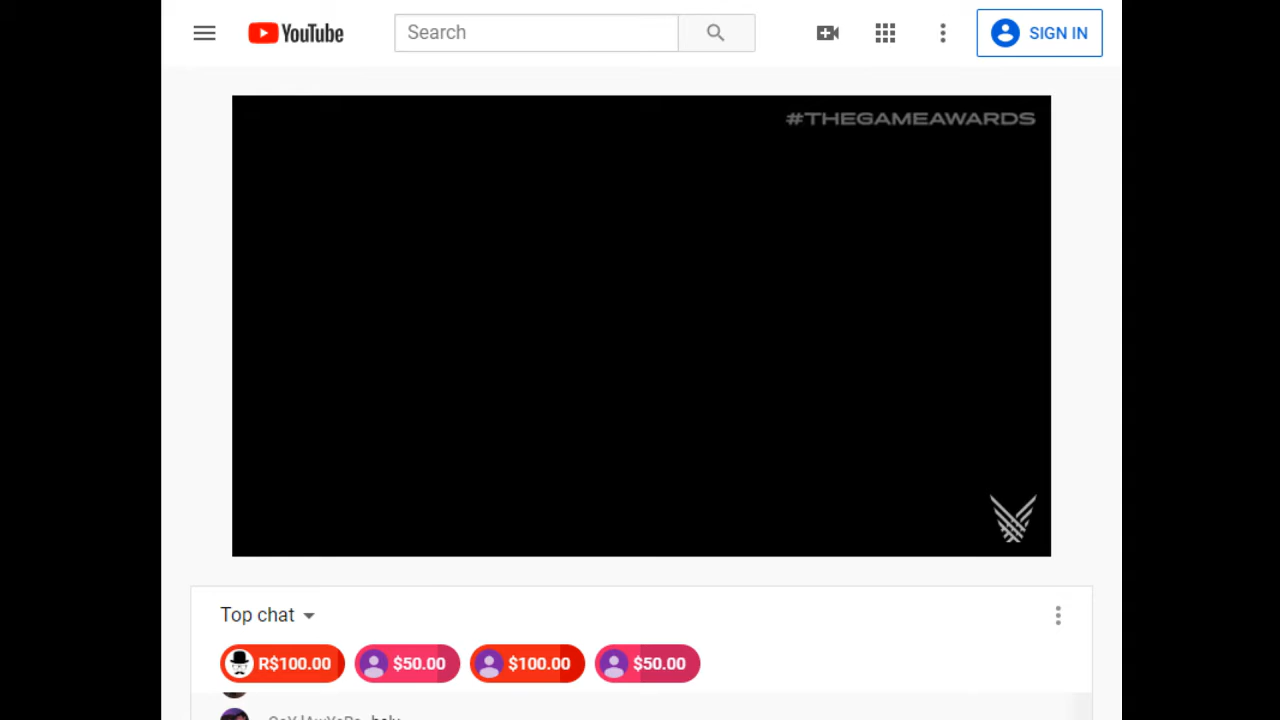 YouTube
Search
SIGN IN
#THEGAMEAWARDS
Top chat
R$100.00 $50.00 $100.00 $50.00